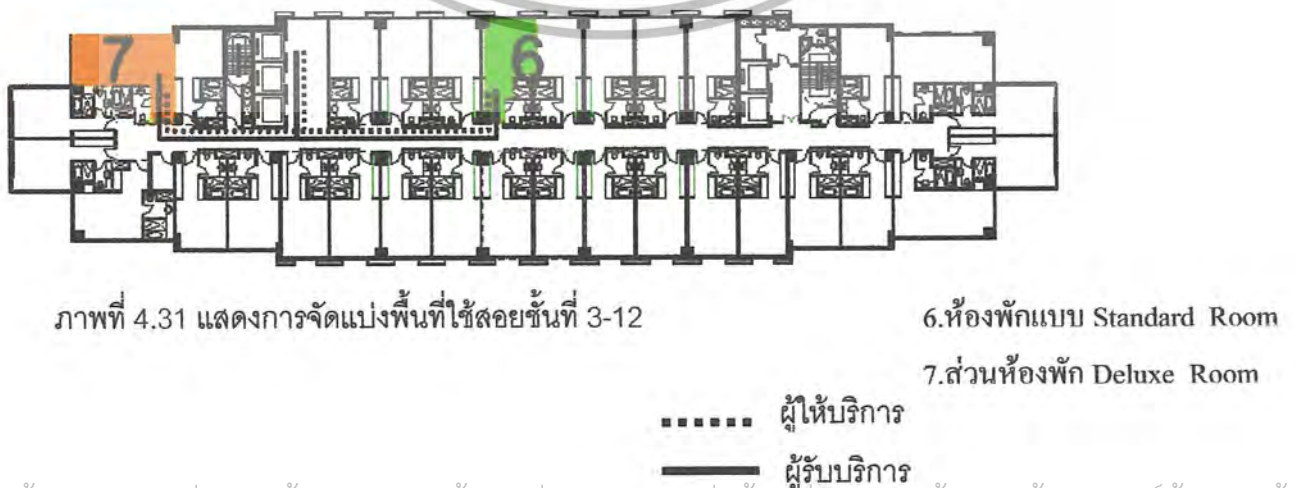 7
6
ภาพที่ 4.31 แสดงการจัดแบ่งพื้นที่ใช้สอยชั้นที่ 3-12
6.ห้องพักแบบ Standard Room
7.ส่วนห้องพัก Deluxe Room
ผู้ให้บริการ
ผู้รับบริการ